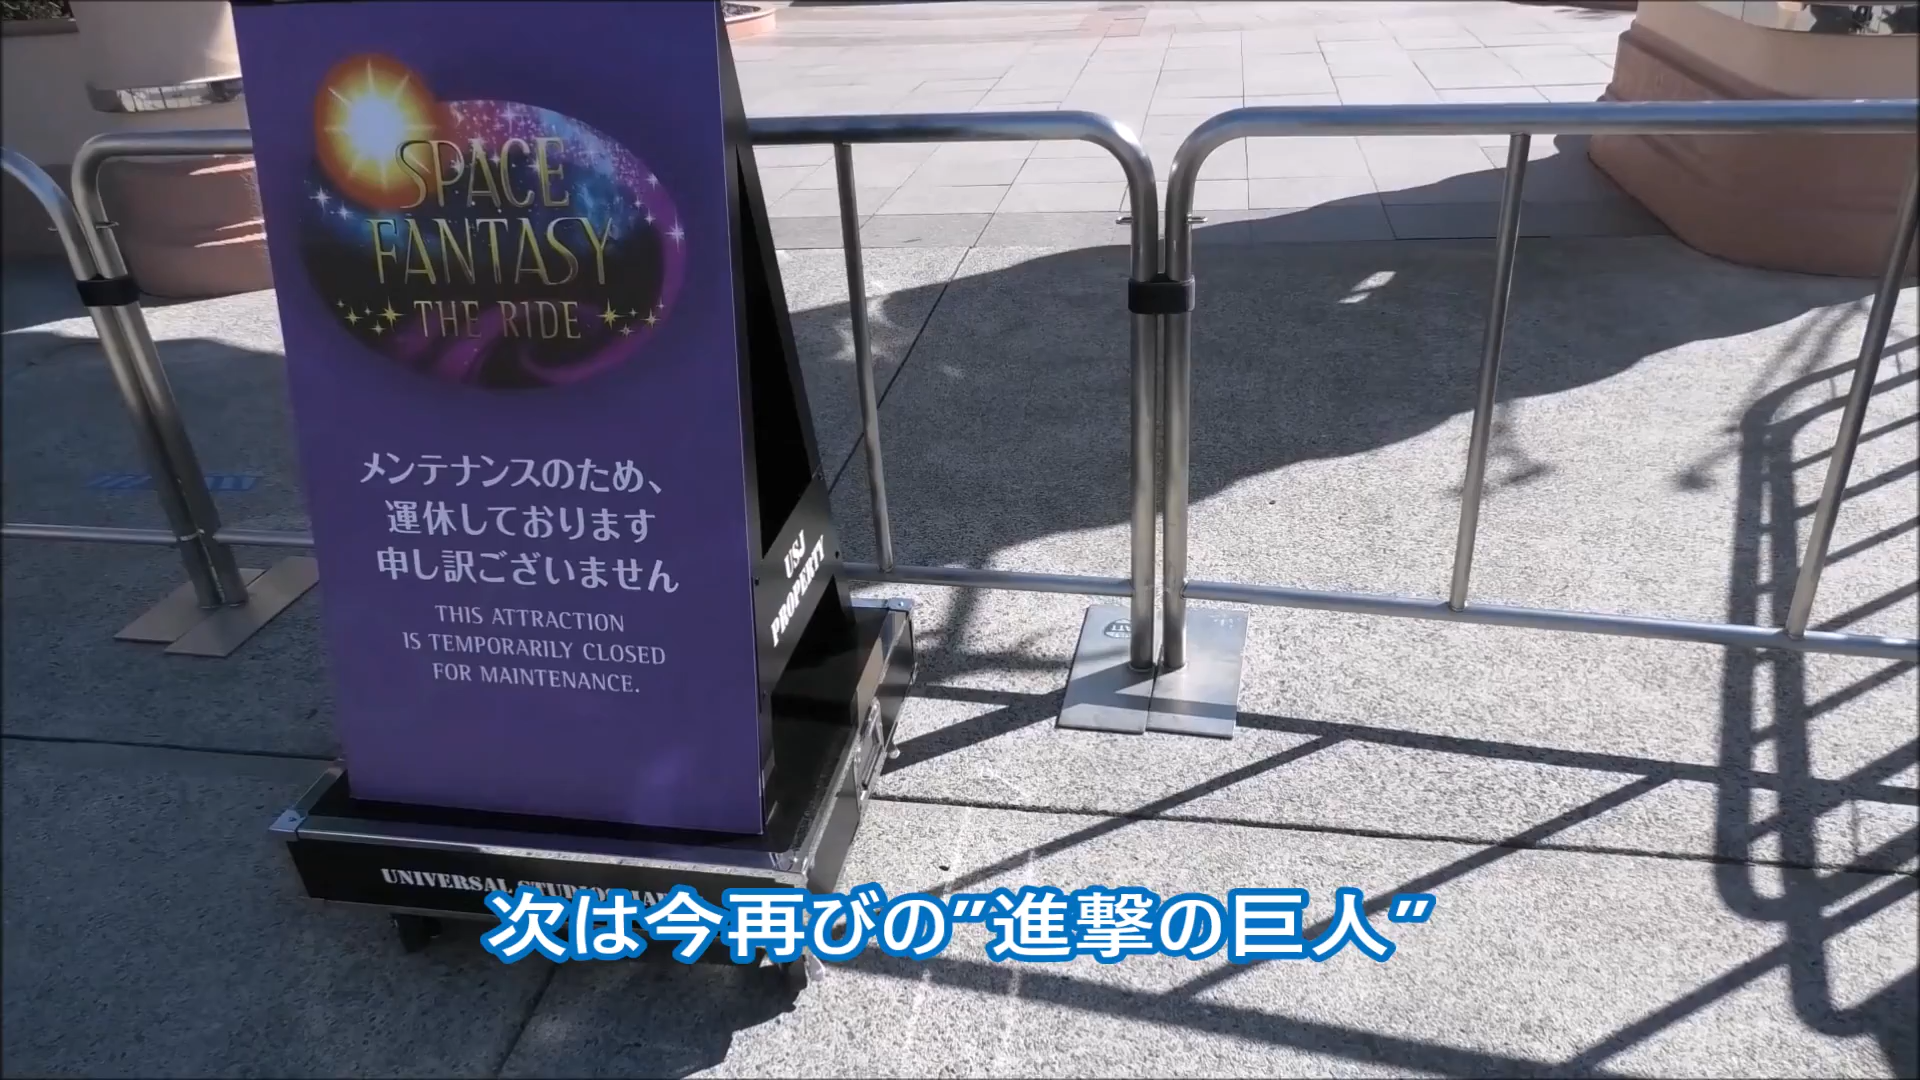 SPACE
FANTASY
THE RIDE
メンテナンスのため、
運休しております
申し訳ございません
THIS ATTRACTION
IS TEMPORARILY CLOSED
FOR MAINTENANCE.
USJ
PROPERTY
UNIVERSAL STUDIOS
次は今再びの"進撃の巨人"